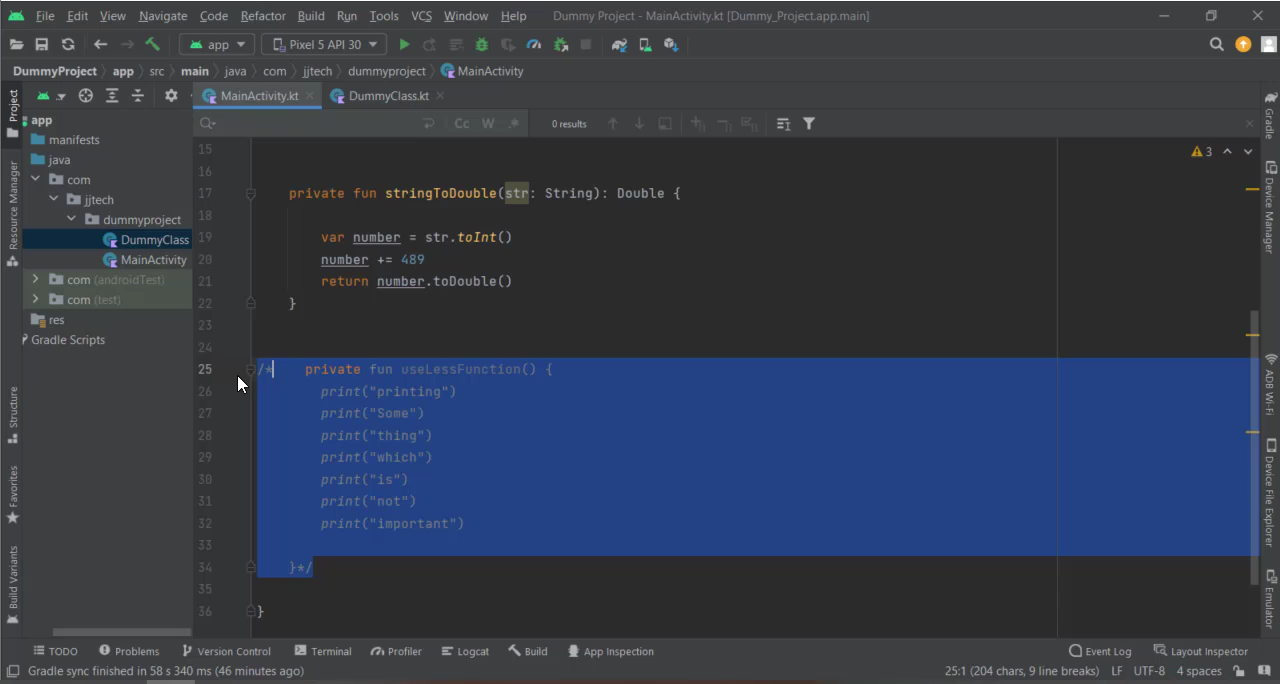 File Edit View Navigate Code Refactor Build Run Tools VCS Window Help Dummy Project - MainActivity.kt [Dummy_Project.app.main]
app Pixel 5 API 30
DummyProject app src main java com jjtech dummyproject MainActivity
Project
MainActivity.kt DummyClass.kt
Cc W .* 0 results
app
manifests
java
com
jjtech
dummyproject
DummyClass
MainActivity
com (androidTest)
com (test)
res
Gradle Scripts
Resource Manager
Structure
Favorites
Build Variants
15
16
17 private fun stringToDouble(str: String): Double {
18
19 var number = str.toInt()
20 number += 489
21 return number.toDouble()
22 }
23
24
25 /* private fun useLessFunction() {
26 print("printing")
27 print("Some")
28 print("thing")
29 print("which")
30 print("is")
31 print("not")
32 print("important")
33
34 }*/
35
36 }
3
Gradle
Device Manager
ADB Wi-Fi
Device File Explorer
Emulator
TODO Problems Version Control Terminal Profiler Logcat Build App Inspection Event Log Layout Inspector
Gradle sync finished in 58 s 340 ms (46 minutes ago) 25:1 (204 chars, 9 line breaks) LF UTF-8 4 spaces